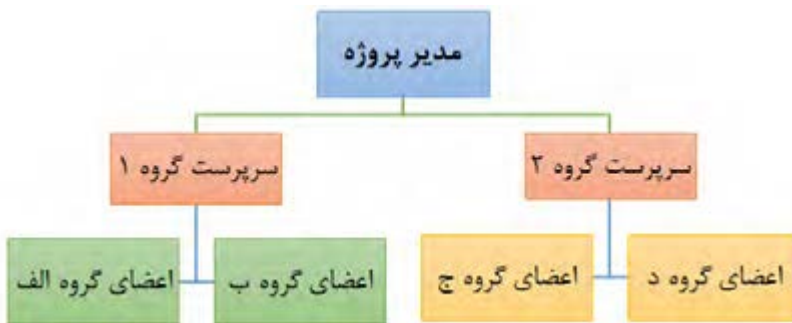 مدیر پروژه
سرپرست گروه ۲
سرپرست گروه ۱
اعضای گروه د
اعضای گروه ج
اعضای گروه ب
اعضای گروه الف